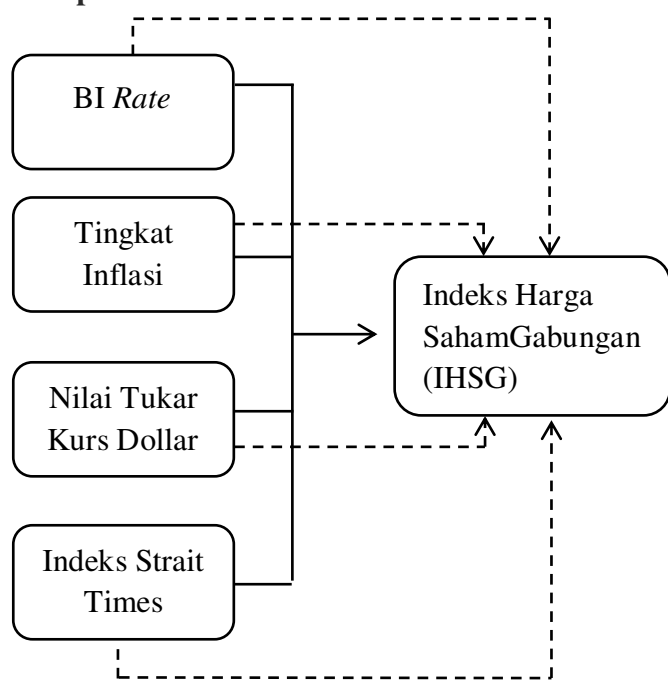 BI Rate
Tingkat
Inflasi
Nilai Tukar
Kurs Dollar
Indeks Strait
Times
Indeks Harga
SahamGabungan
(IHSG)